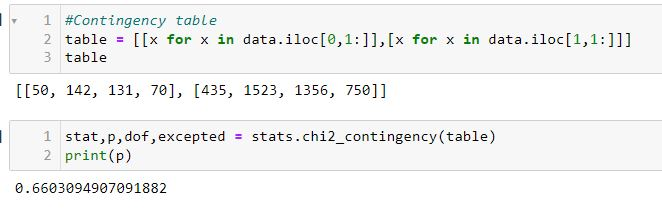 1 #Contingency table
2 table = [[x for x in data.iloc[0,1:]],[x for x in data.iloc[1,1:]]]
3 table
[[50, 142, 131, 70], [435, 1523, 1356, 750]]
1 stat,p,dof,excepted = stats.chi2_contingency(table)
2 print(p)
0.6603094907091882